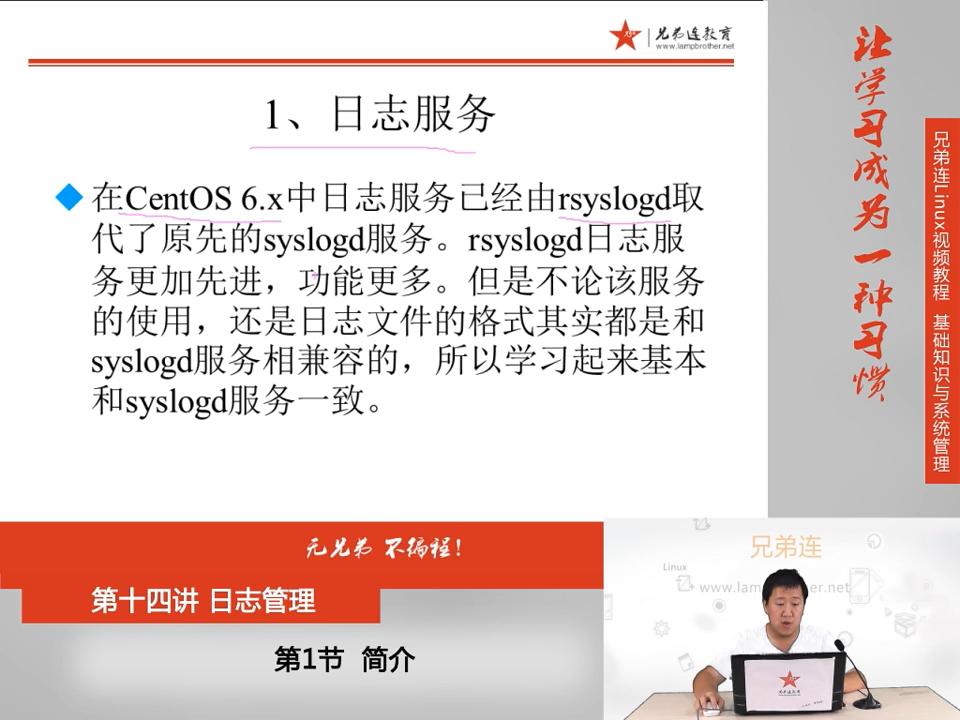 兄弟连教育
www.lampbrother.net
1、日志服务
在CentOS 6.x中日志服务已经由rsyslogd取
代了原先的syslogd服务。rsyslogd日志服
务更加先进，功能更多。但是不论该服务
的使用，还是日志文件的格式其实都是和
syslogd服务相兼容的，所以学习起来基本
和syslogd服务一致。
让学习成为一种习惯
兄弟连Linux视频教程 基础知识与系统管理
无兄弟 不编程!
第十四讲 日志管理
第1节 简介
兄弟连
Linux